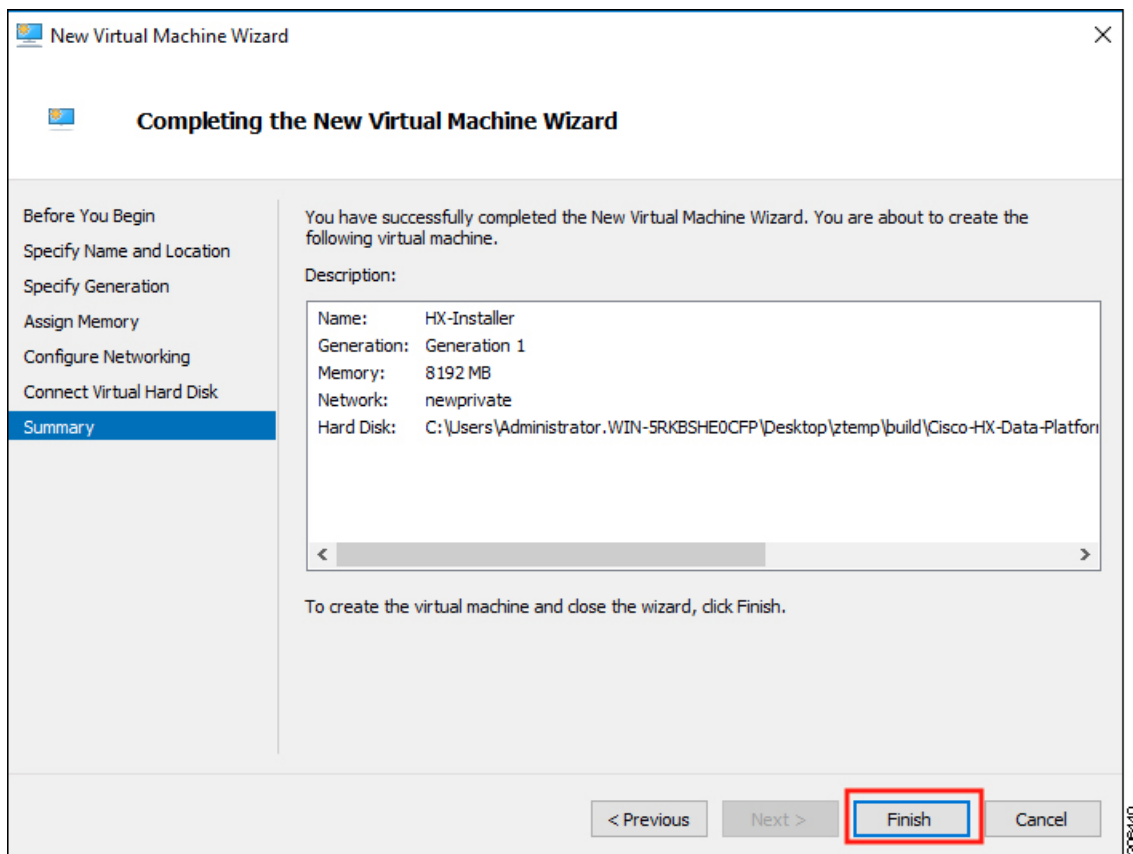 New Virtual Machine Wizard
Completing the New Virtual Machine Wizard
Before You Begin
Specify Name and Location
Specify Generation
Assign Memory
Configure Networking
Connect Virtual Hard Disk
Summary
You have successfully completed the New Virtual Machine Wizard. You are about to create the
following virtual machine.
Description:
Name: HX-Installer
Generation: Generation 1
Memory: 8192 MB
Network: newprivate
Hard Disk: C:\Users\Administrator.WIN-5RKBSHE0CFP\Desktop\ztemp\build\Cisco-HX-Data-Platfor
To create the virtual machine and close the wizard, click Finish.
< Previous
Next >
Finish
Cancel